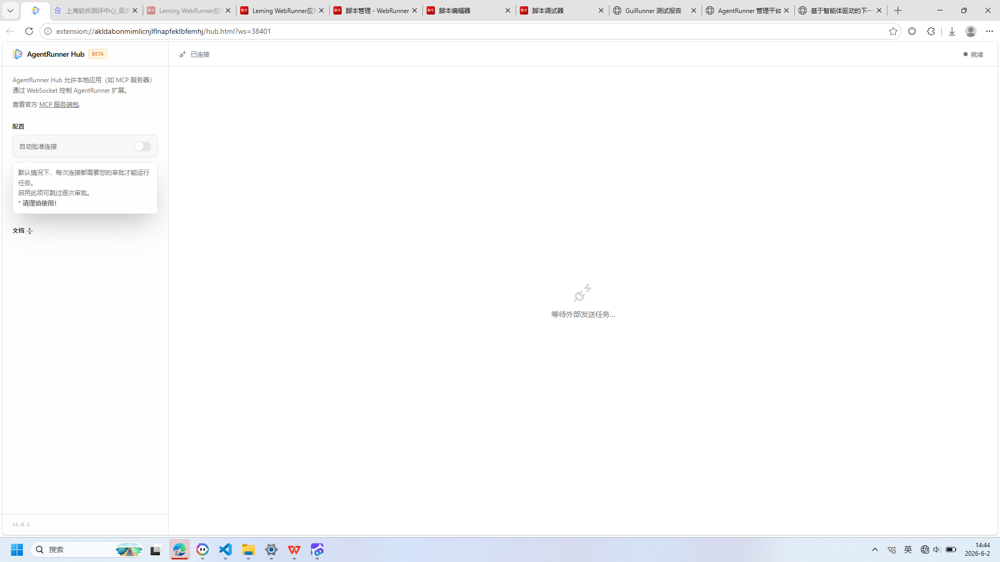 上海软件测评中心_百度
Leming WebRunner应用
Leming WebRunner应用
脚本管理 - WebRunner
脚本编辑器
脚本调试器
GuiRunner 测试报告
AgentRunner 管理平台
基于智能体驱动的下一
extension://akldabonmimlicnjlflnapfeklbfemhj/hub.html?ws=38401
AgentRunner Hub BETA
已连接
就绪
AgentRunner Hub 允许本地应用（如 MCP 服务器）
通过 WebSocket 控制 AgentRunner 扩展。
查看官方 MCP 服务端包。
配置
自动批准连接
默认情况下，每次连接都需要您的审批才能运行
任务。
启用此项可跳过逐次审批。
* 请谨慎使用！
文档
等待外部发送任务...
v1.8.2
搜索
英
14:44
2026-6-2